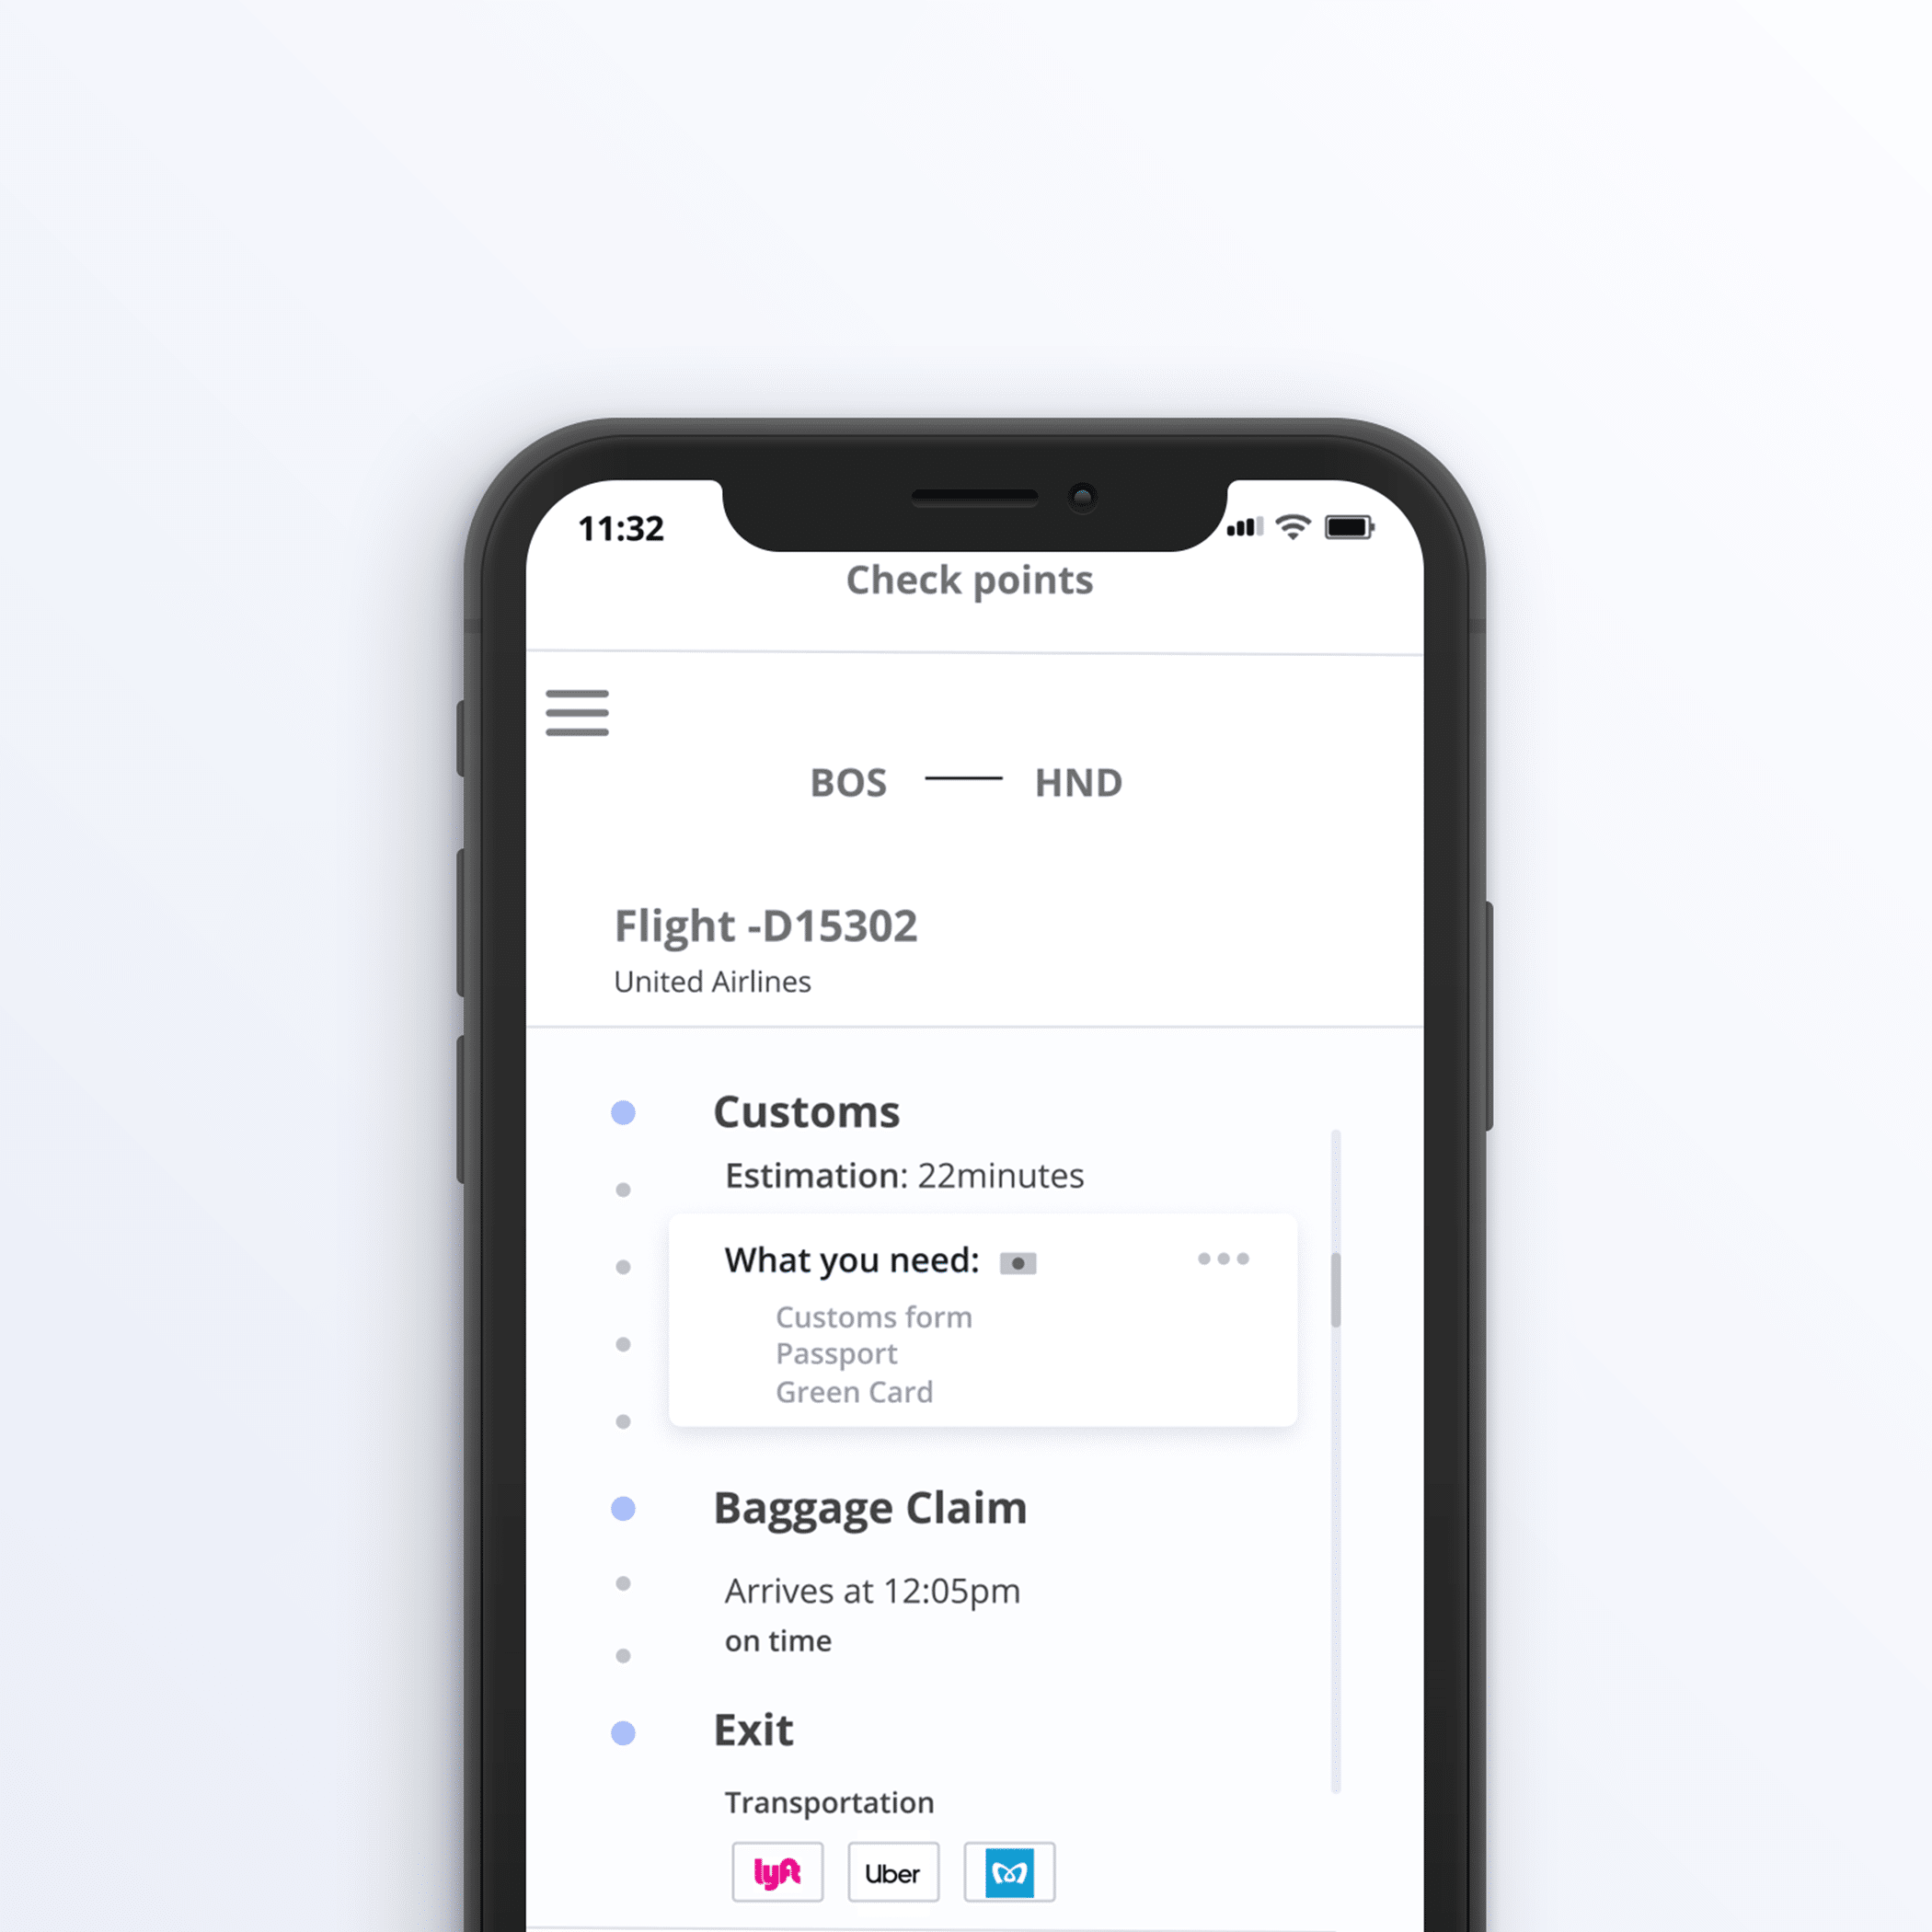 11:32
Check points
BOS — HND
Flight -D15302
United Airlines
Customs
Estimation: 22minutes
What you need:
Customs form
Passport
Green Card
Baggage Claim
Arrives at 12:05pm
on time
Exit
Transportation
lyft Uber